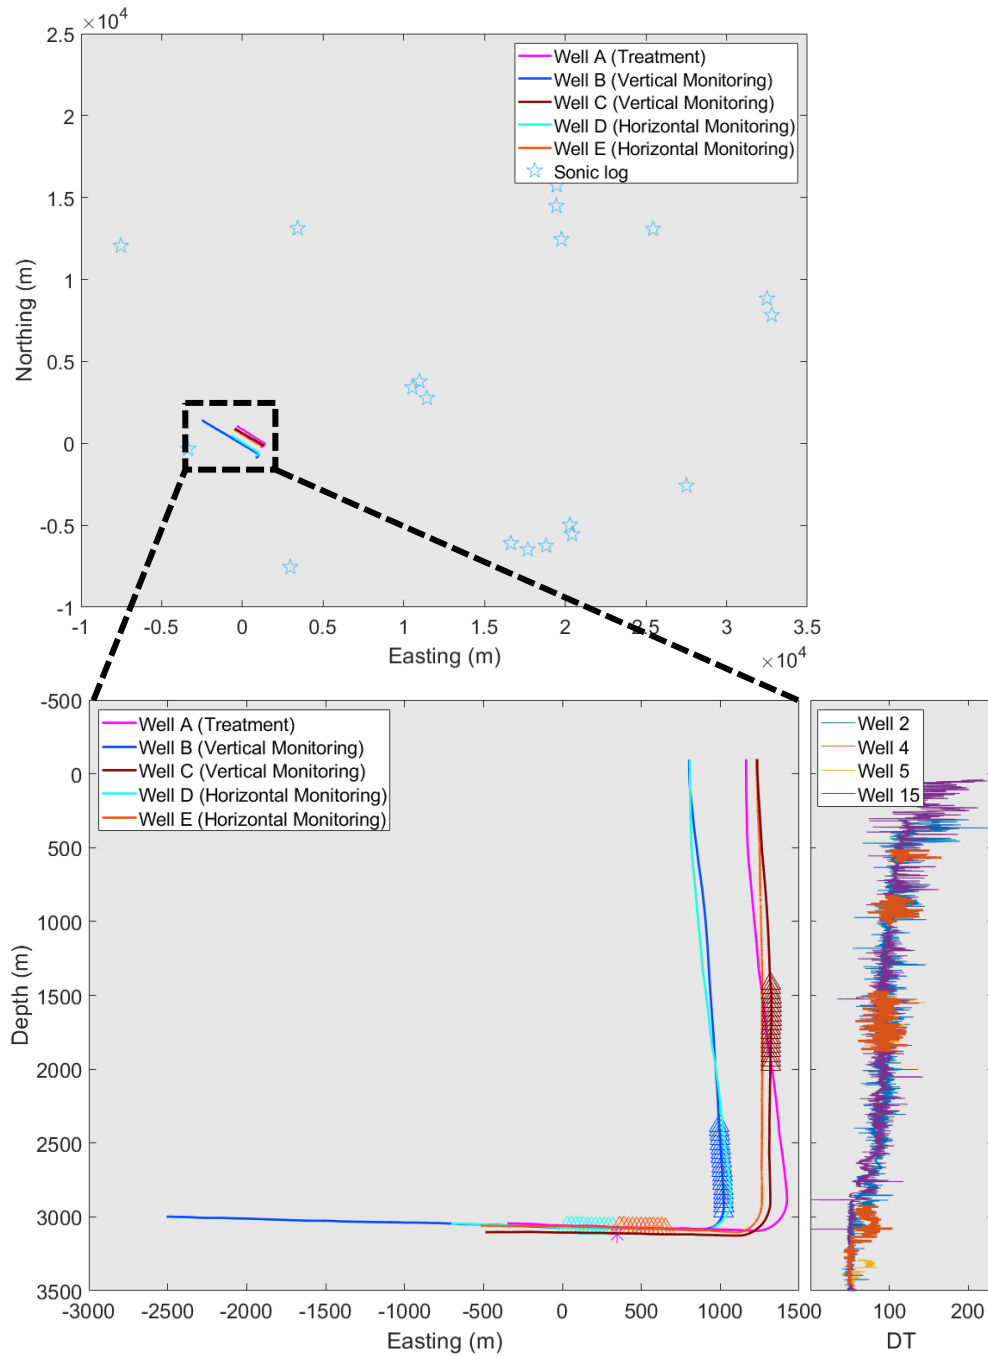 ×10⁴
2.5
2
1.5
1
0.5
0
-0.5
-1
Northing (m)
Well A (Treatment)
Well B (Vertical Monitoring)
Well C (Vertical Monitoring)
Well D (Horizontal Monitoring)
Well E (Horizontal Monitoring)
Sonic log
-1 -0.5 0 0.5 1 1.5 2 2.5 3 3.5
Easting (m)
×10⁴
-500
0
500
1000
1500
2000
2500
3000
3500
Depth (m)
Well A (Treatment)
Well B (Vertical Monitoring)
Well C (Vertical Monitoring)
Well D (Horizontal Monitoring)
Well E (Horizontal Monitoring)
-3000 -2500 -2000 -1500 -1000 -500 0 500 1000 1500
Easting (m)
Well 2
Well 4
Well 5
Well 15
100 200
DT